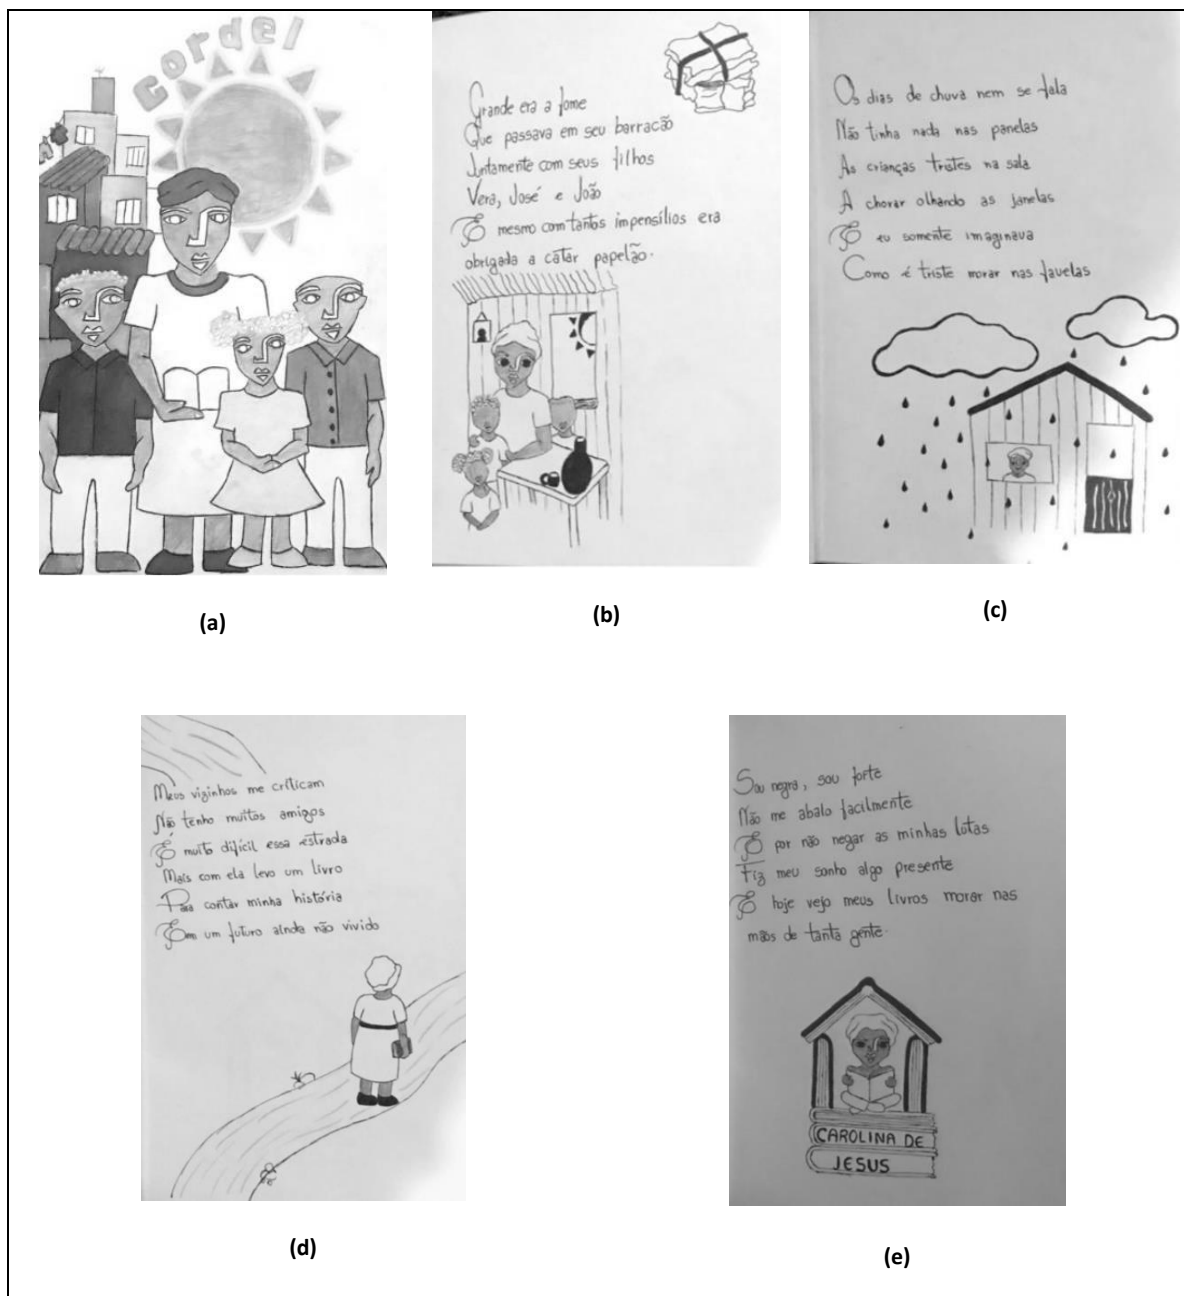 cordel
Grande era a fome
Que passava em seu barracão
Juntamente com seus filhos
Vera, José e João
E mesmo com tantos impensílios era
obrigada a catar papelão.
Os dias de chuva nem se fala
Não tinha nada nas panelas
As crianças tristes na sala
A chorar olhando as janelas
E eu somente imaginava
Como é triste morar nas favelas
(a)
(b)
(c)
Meus vizinhos me criticam
Não tenho muitos amigos
É muito difícil essa estrada
Mais com ela levo um livro
Para contar minha história
Em um futuro ainda não vivido
Sou negra, sou forte
Não me abalo facilmente
E por não negar as minhas lutas
Fiz meu sonho algo presente
E hoje vejo meus livros morar nas
mãos de tanta gente.
CAROLINA DE
JESUS
(d)
(e)